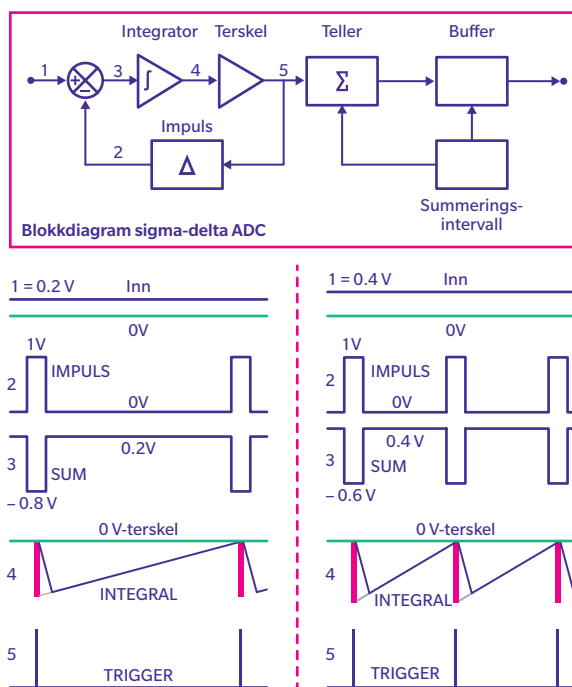 Integrator Terskel Teller Buffer
1 3 4 5
+
−
∫
Σ
Impuls
2
Δ
Summerings-
intervall
Blokkdiagram sigma-delta ADC
1 = 0.2 V Inn
0V
1V
2 IMPULS
0V
3 0.2V
SUM
– 0.8 V
0 V-terskel
4
INTEGRAL
5
TRIGGER
1 = 0.4 V Inn
0V
1V
2 IMPULS
0V
3 0.4 V
SUM
– 0.6 V
0 V-terskel
4
INTEGRAL
5
TRIGGER